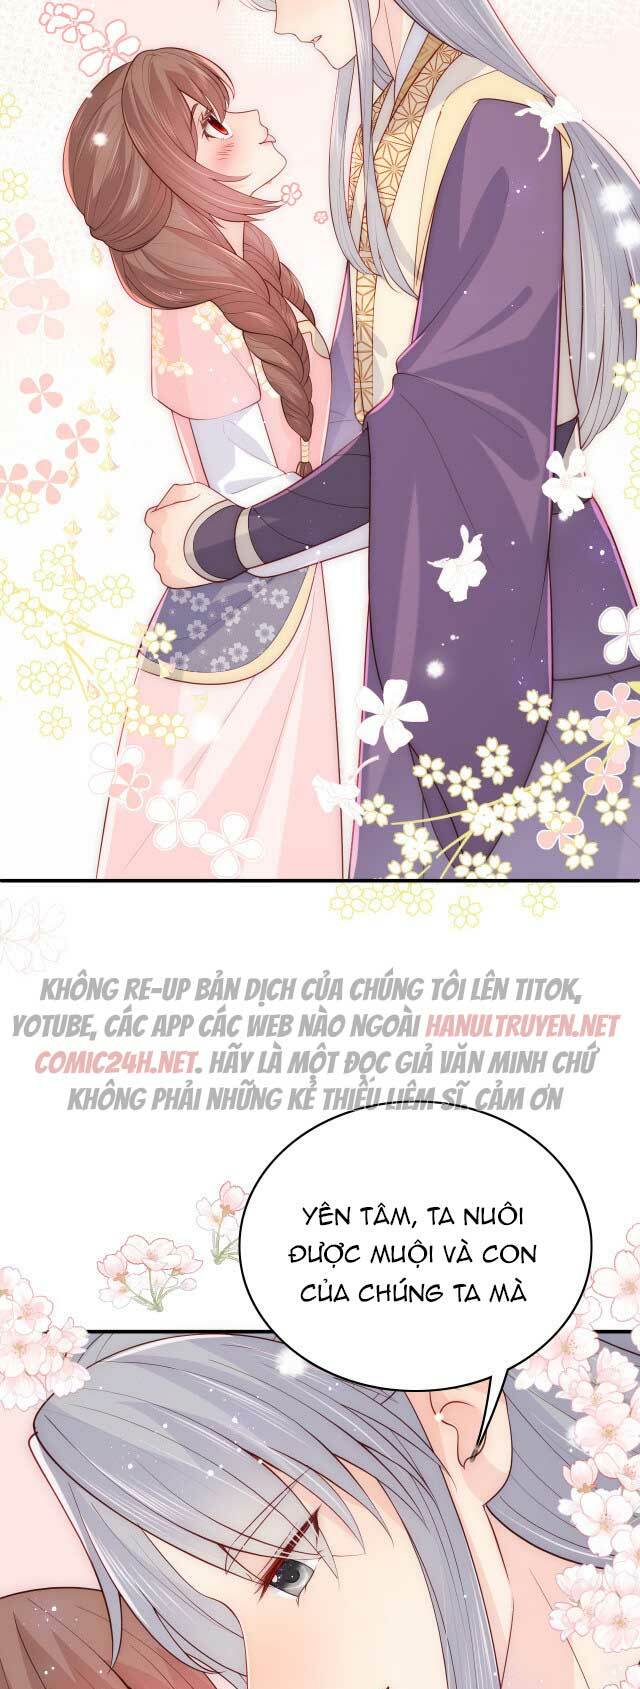 KHÔNG RE-UP BẢN DỊCH CỦA CHÚNG TÔI LÊN TITOK,
YOTUBE, CÁC APP CÁC WEB NÀO NGOÀI HANULTRUYEN.NET
COMIC24H.NET. HÃY LÀ MỘT ĐỌC GIẢ VĂN MINH CHỨ
KHÔNG PHẢI NHỮNG KẺ THIẾU LIÊM SĨ. CẢM ƠN
YÊN TÂM, TA NUÔI
ĐƯỢC MUỘI VÀ CON
CỦA CHÚNG TA MÀ